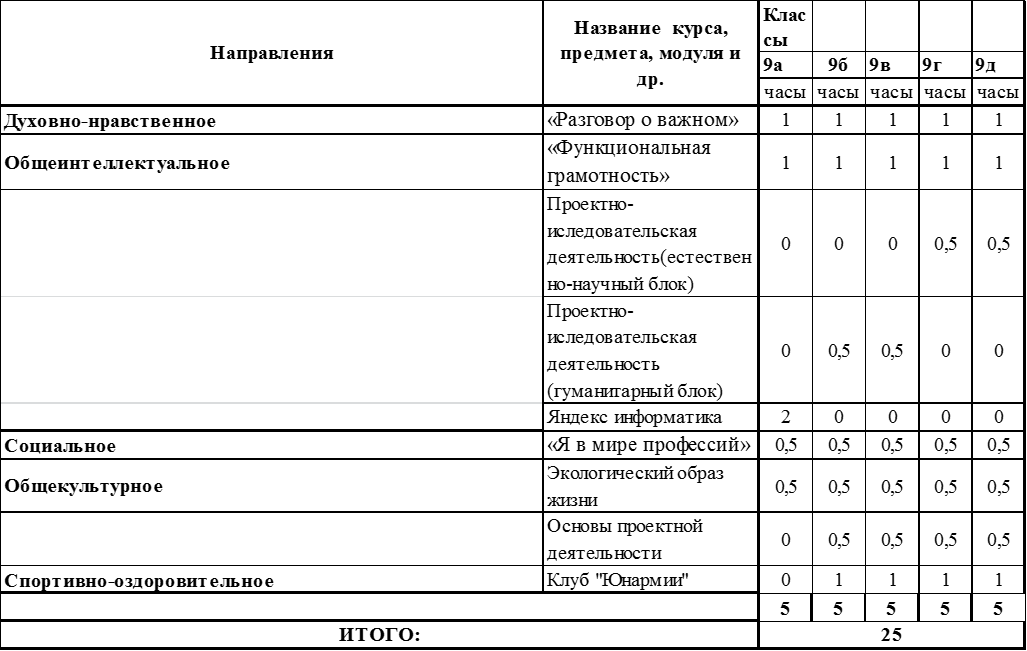 Направления
Название курса,
предмета, модуля и
др.
Клас
сы
9а 9б 9в 9г 9д
часы часы часы часы часы
Духовно-нравственное «Разговор о важном» 1 1 1 1 1
Общеинтеллектуальное «Функциональная
грамотность» 1 1 1 1 1
Проектно-
иследовательская
деятельность(естествен
но-научный блок) 0 0 0 0,5 0,5
Проектно-
иследовательская
деятельность
(гуманитарный блок) 0 0,5 0,5 0 0
Яндекс информатика 2 0 0 0 0
Социальное «Я в мире профессий» 0,5 0,5 0,5 0,5 0,5
Общекультурное Экологический образ
жизни 0,5 0,5 0,5 0,5 0,5
Основы проектной
деятельности 0 0,5 0,5 0,5 0,5
Спортивно-оздоровительное Клуб "Юнармии" 0 1 1 1 1
5 5 5 5 5
ИТОГО: 25